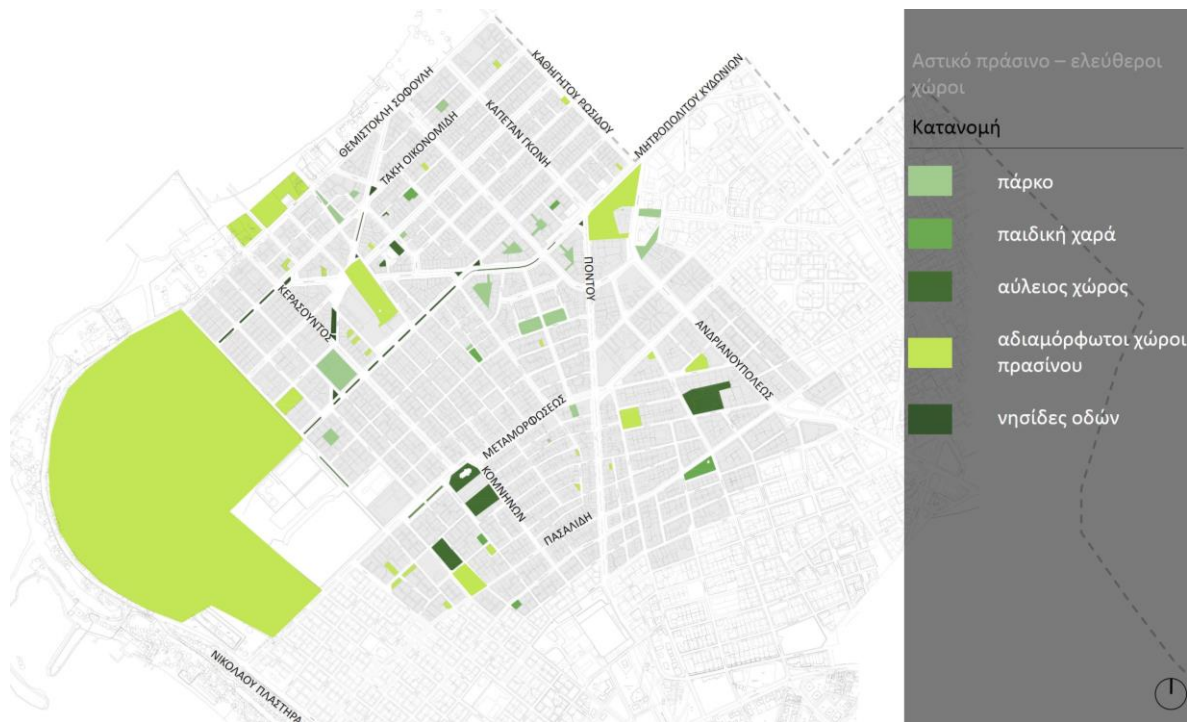 Αστικό πράσινο – ελεύθεροι
χώροι
Κατανομή
πάρκο
παιδική χαρά
αύλειος χώρος
αδιαμόρφωτοι χώροι
πρασίνου
νησίδες οδών
ΘΕΜΙΣΤΟΚΛΗ ΣΟΦΟΥΛΗ
ΤΑΚΗ ΟΙΚΟΝΟΜΙΔΗ
ΚΑΠΕΤΑΝ ΓΚΟΝΗ
ΚΑΘΗΓΗΤΟΥ ΡΩΣΙΔΟΥ
ΜΗΤΡΟΠΟΛΙΤΟΥ ΚΥΔΩΝΙΩΝ
ΚΕΡΑΣΟΥΝΤΟΣ
ΠΟΝΤΟΥ
ΑΝΔΡΙΑΝΟΥΠΟΛΕΩΣ
ΜΕΤΑΜΟΡΦΩΣΕΩΣ
ΚΟΜΝΗΝΩΝ
ΠΑΣΑΛΙΔΗ
ΝΙΚΟΛΑΟΥ ΠΛΑΣΤΗΡΑ